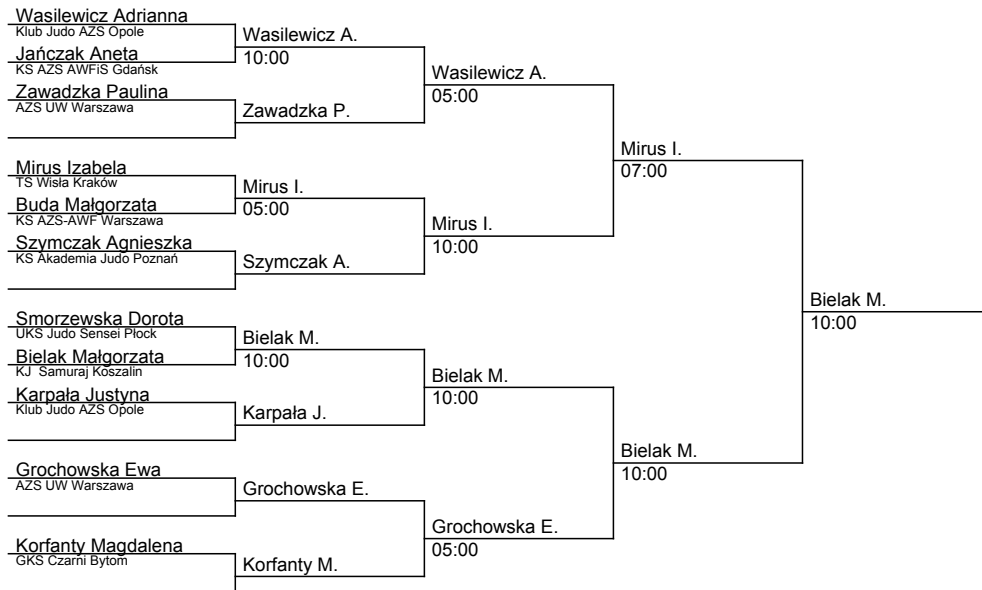 Wasilewicz Adrianna
Klub Judo AZS Opole
Jańczak Aneta
KS AZS AWFiS Gdańsk
Zawadzka Paulina
AZS UW Warszawa
Mirus Izabela
TS Wisła Kraków
Buda Małgorzata
KS AZS-AWF Warszawa
Szymczak Agnieszka
KS Akademia Judo Poznań
Smorzewska Dorota
UKS Judo Sensei Płock
Bielak Małgorzata
KJ  Samuraj Koszalin
Karpała Justyna
Klub Judo AZS Opole
Grochowska Ewa
AZS UW Warszawa
Korfanty Magdalena
GKS Czarni Bytom
Wasilewicz A.
10:00
Zawadzka P.
Mirus I.
05:00
Szymczak A.
Bielak M.
10:00
Karpała J.
Grochowska E.
Korfanty M.
Wasilewicz A.
05:00
Mirus I.
10:00
Bielak M.
10:00
Grochowska E.
05:00
Mirus I.
07:00
Bielak M.
10:00
Bielak M.
10:00